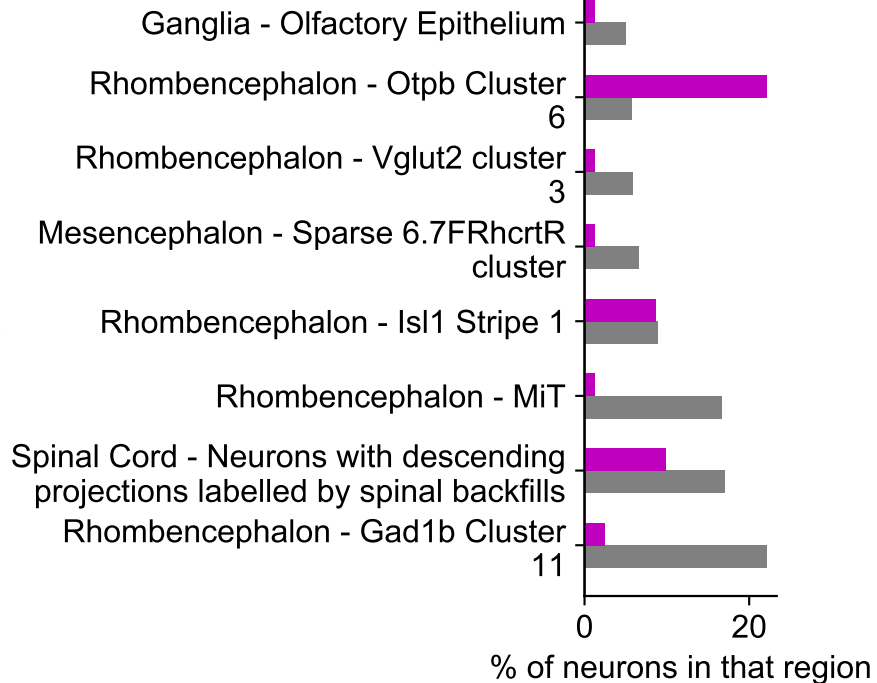 Ganglia - Olfactory Epithelium
Rhombencephalon - Otpb Cluster
6
Rhombencephalon - Vglut2 cluster
3
Mesencephalon - Sparse 6.7FRhcrtR
cluster
Rhombencephalon - Isl1 Stripe 1
Rhombencephalon - MiT
Spinal Cord - Neurons with descending
projections labelled by spinal backfills
Rhombencephalon - Gad1b Cluster
11
0 20
% of neurons in that region